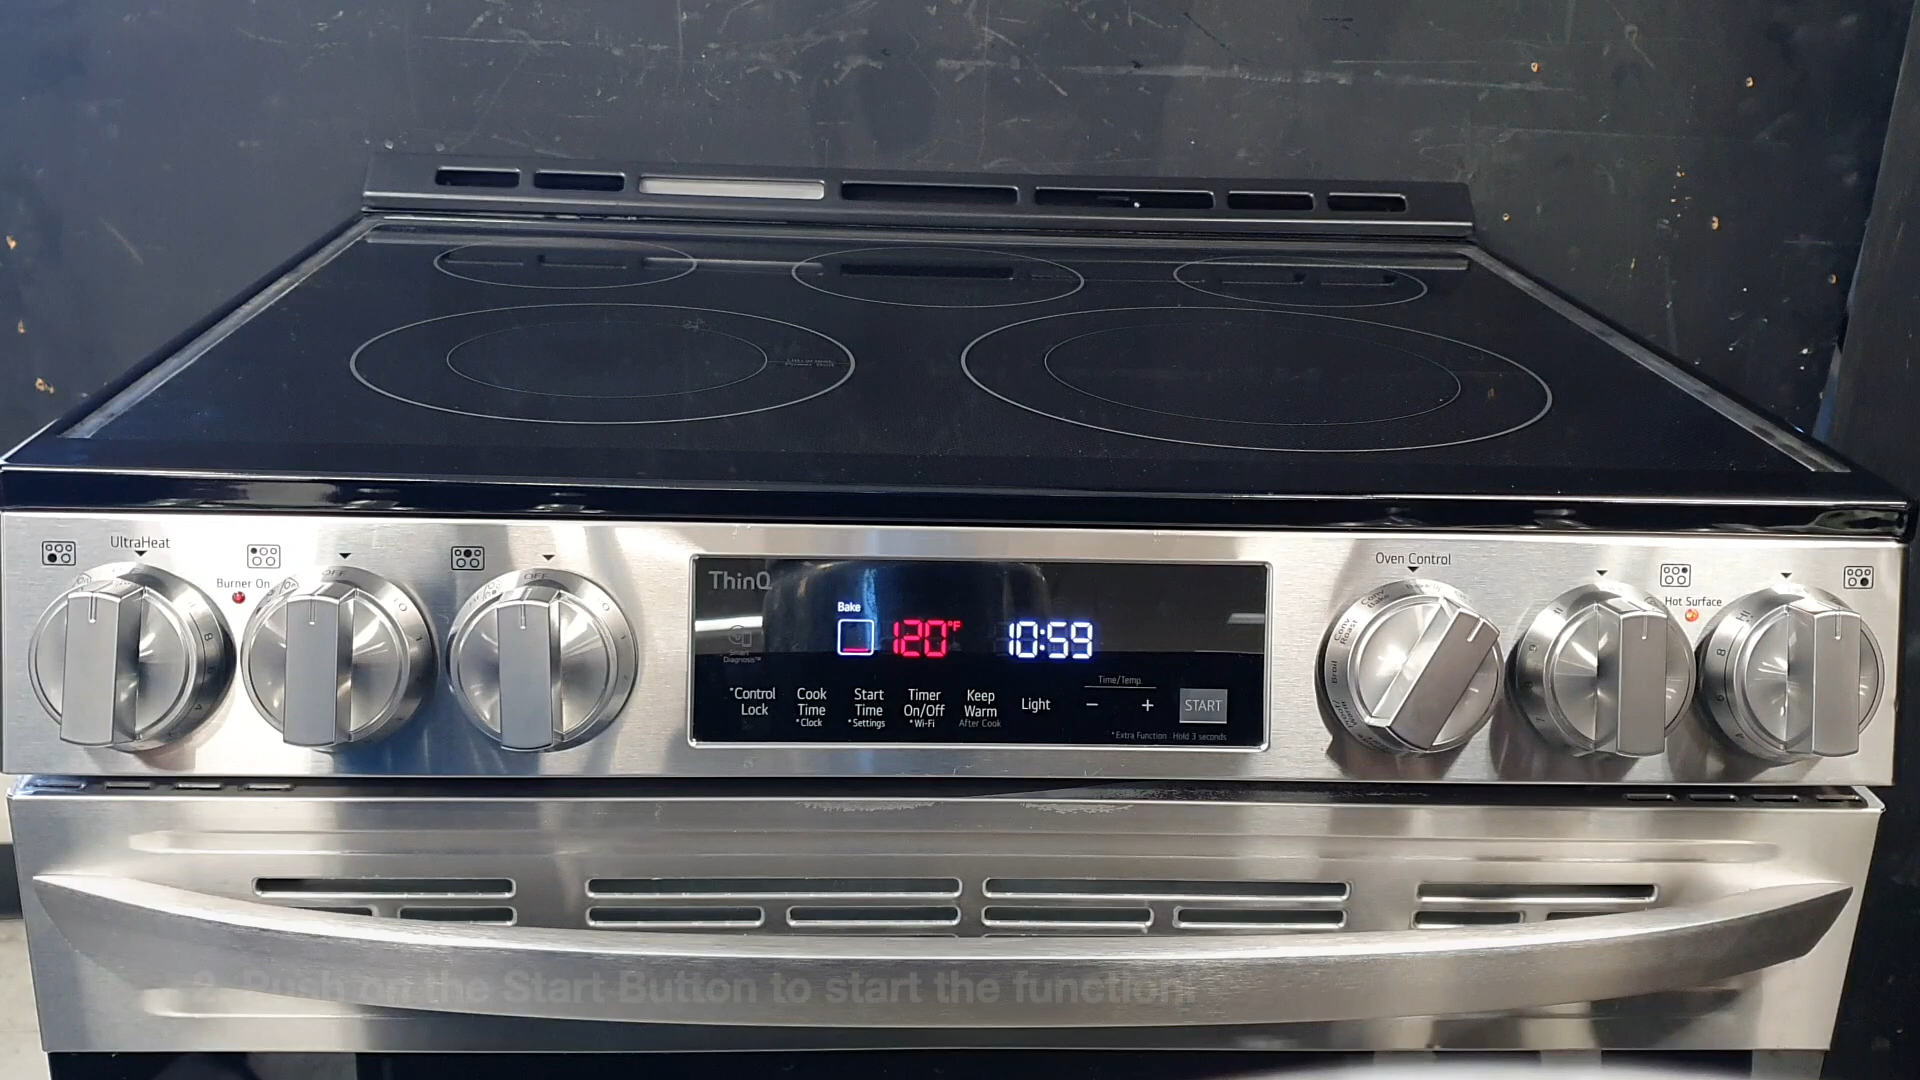 UltraHeat
Burner On
OFF
OFF
ThinQ
Bake
120°F
10:59
Smart
Diagnosis™
*Control
Lock
Cook
Time
*Clock
Start
Time
*Settings
Timer
On/Off
*Wi-Fi
Keep
Warm
After Cook
Light
Time/Temp.
− +
START
*Extra Function Hold 3 seconds
Oven Control
Conv.
Bake
Conv.
Roast
Broil
Hot Surface
2. Push on the Start Button to start the function.